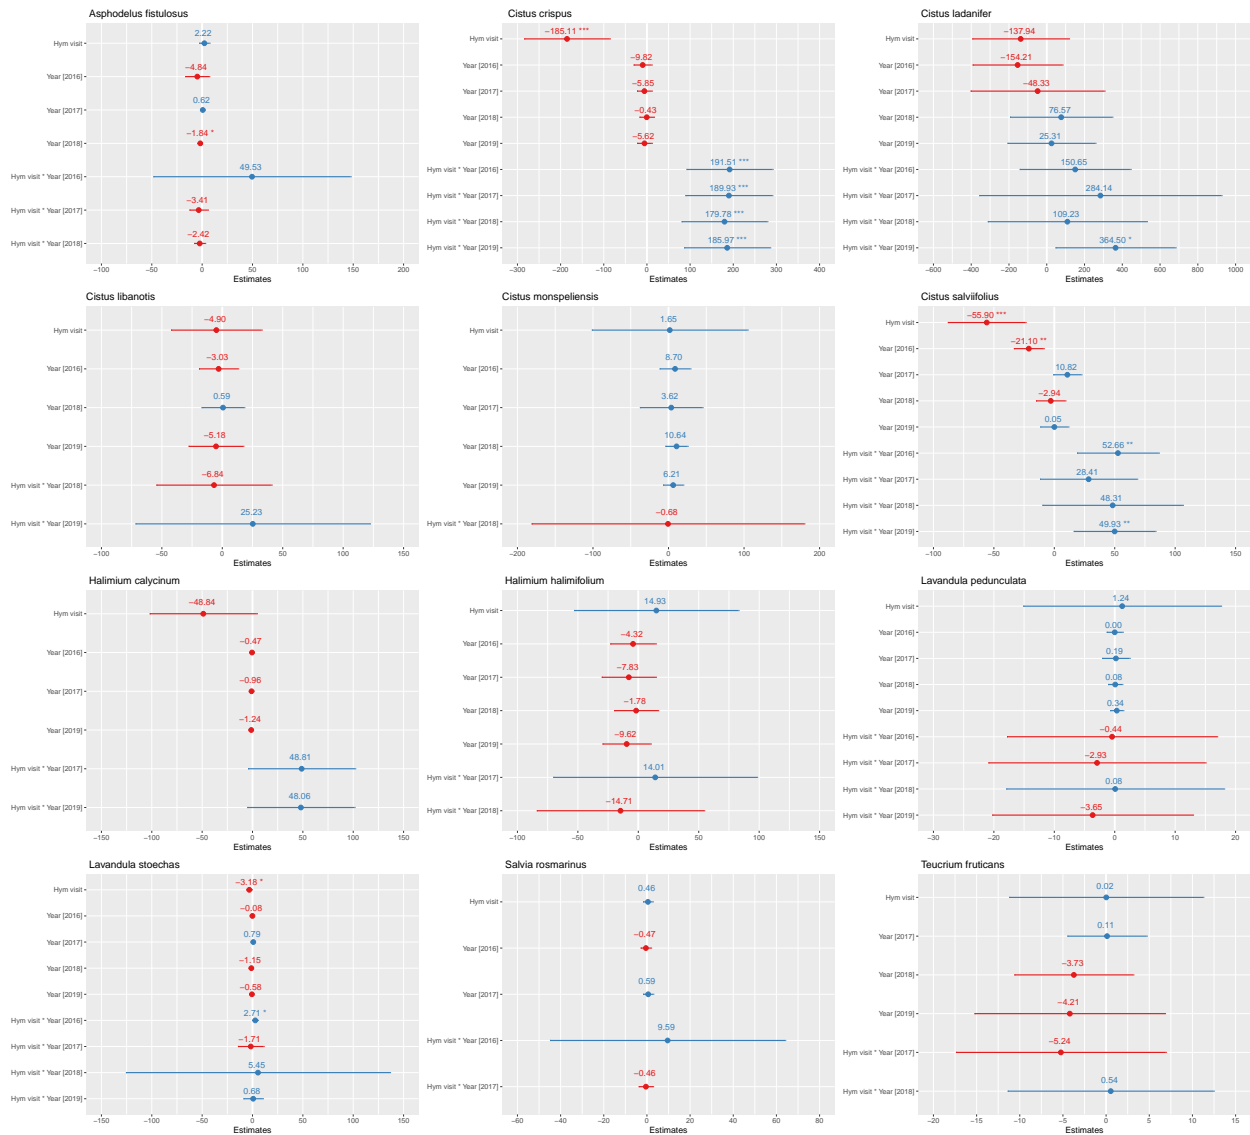 Asphodelus fistulosus
Hym visit
2.22
Year [2016]
−4.84
Year [2017]
0.62
Year [2018]
−1.84 *
Hym visit * Year [2016]
49.53
Hym visit * Year [2017]
−3.41
Hym visit * Year [2018]
−2.42
−100 −50 0 50 100 150 200
Estimates
Cistus crispus
Hym visit
−185.11 ***
Year [2016]
−9.82
Year [2017]
−5.85
Year [2018]
−0.43
Year [2019]
−5.62
Hym visit * Year [2016]
191.51 ***
Hym visit * Year [2017]
189.93 ***
Hym visit * Year [2018]
179.78 ***
Hym visit * Year [2019]
185.97 ***
−300 −200 −100 0 100 200 300 400
Estimates
Cistus ladanifer
Hym visit
−137.94
Year [2016]
−154.21
Year [2017]
−48.33
Year [2018]
76.57
Year [2019]
25.31
Hym visit * Year [2016]
150.65
Hym visit * Year [2017]
284.14
Hym visit * Year [2018]
109.23
Hym visit * Year [2019]
364.50 *
−600 −400 −200 0 200 400 600 800 1000
Estimates
Cistus libanotis
Hym visit
−4.90
Year [2016]
−3.03
Year [2018]
0.59
Year [2019]
−5.18
Hym visit * Year [2018]
−6.84
Hym visit * Year [2019]
25.23
−100 −50 0 50 100 150
Estimates
Cistus monspeliensis
Hym visit
1.65
Year [2016]
8.70
Year [2017]
3.62
Year [2018]
10.64
Year [2019]
6.21
Hym visit * Year [2018]
−0.68
−200 −100 0 100 200
Estimates
Cistus salviifolius
Hym visit
−55.90 ***
Year [2016]
−21.10 **
Year [2017]
10.82
Year [2018]
−2.94
Year [2019]
0.05
Hym visit * Year [2016]
52.66 **
Hym visit * Year [2017]
28.41
Hym visit * Year [2018]
48.31
Hym visit * Year [2019]
49.93 **
−100 −50 0 50 100 150
Estimates
Halimium calycinum
Hym visit
−48.84
Year [2016]
−0.47
Year [2017]
−0.96
Year [2019]
−1.24
Hym visit * Year [2017]
48.81
Hym visit * Year [2019]
48.06
−150 −100 −50 0 50 100 150
Estimates
Halimium halimifolium
Hym visit
14.93
Year [2016]
−4.32
Year [2017]
−7.83
Year [2018]
−1.78
Year [2019]
−9.62
Hym visit * Year [2017]
14.01
Hym visit * Year [2018]
−14.71
−100 −50 0 50 100 150
Estimates
Lavandula pedunculata
Hym visit
1.24
Year [2016]
0.00
Year [2017]
0.19
Year [2018]
0.08
Year [2019]
0.34
Hym visit * Year [2016]
−0.44
Hym visit * Year [2017]
−2.93
Hym visit * Year [2018]
0.08
Hym visit * Year [2019]
−3.65
−30 −20 −10 0 10 20
Estimates
Lavandula stoechas
Hym visit
−3.18 *
Year [2016]
−0.08
Year [2017]
0.79
Year [2018]
−1.15
Year [2019]
−0.58
Hym visit * Year [2016]
2.71 *
Hym visit * Year [2017]
−1.71
Hym visit * Year [2018]
5.45
Hym visit * Year [2019]
0.68
−150 −100 −50 0 50 100 150
Estimates
Salvia rosmarinus
Hym visit
0.46
Year [2016]
−0.47
Year [2017]
0.59
Hym visit * Year [2016]
9.59
Hym visit * Year [2017]
−0.46
−60 −40 −20 0 20 40 60 80
Estimates
Teucrium fruticans
Hym visit
0.02
Year [2017]
0.11
Year [2018]
−3.73
Year [2019]
−4.21
Hym visit * Year [2017]
−5.24
Hym visit * Year [2018]
0.54
−20 −15 −10 −5 0 5 10 15
Estimates